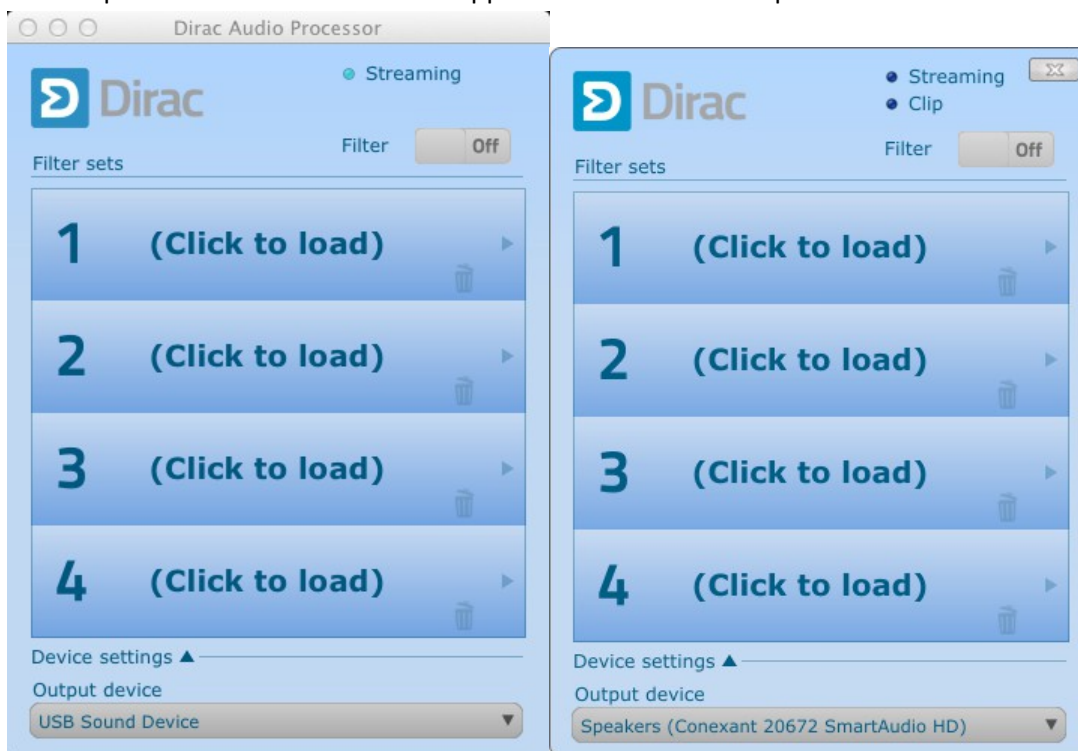 Dirac Audio Processor
Dirac
Streaming
Filter
Off
Filter sets
1 (Click to load)
2 (Click to load)
3 (Click to load)
4 (Click to load)
Device settings
Output device
USB Sound Device
Dirac
Streaming
Clip
Filter
Off
Filter sets
1 (Click to load)
2 (Click to load)
3 (Click to load)
4 (Click to load)
Device settings
Output device
Speakers (Conexant 20672 SmartAudio HD)